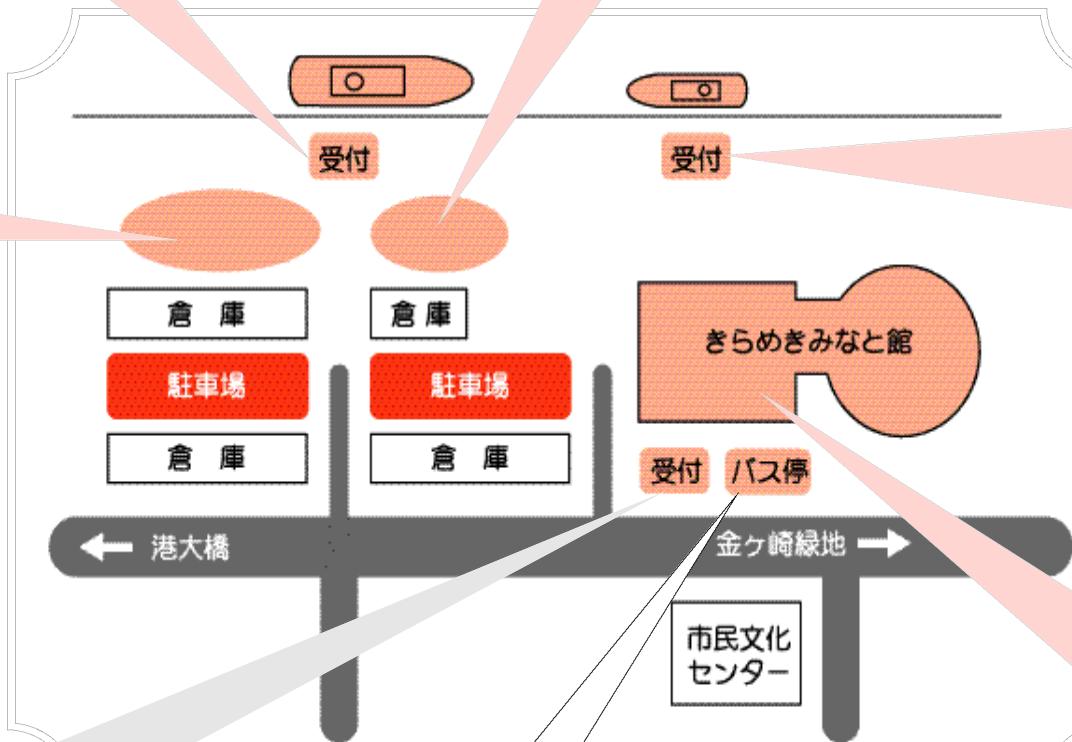 受付
受付
倉 庫
倉 庫
きらめきみなと館
駐車場
駐車場
倉 庫
倉 庫
受付
バス停
港大橋
金ヶ崎緑地
市民文化
センター